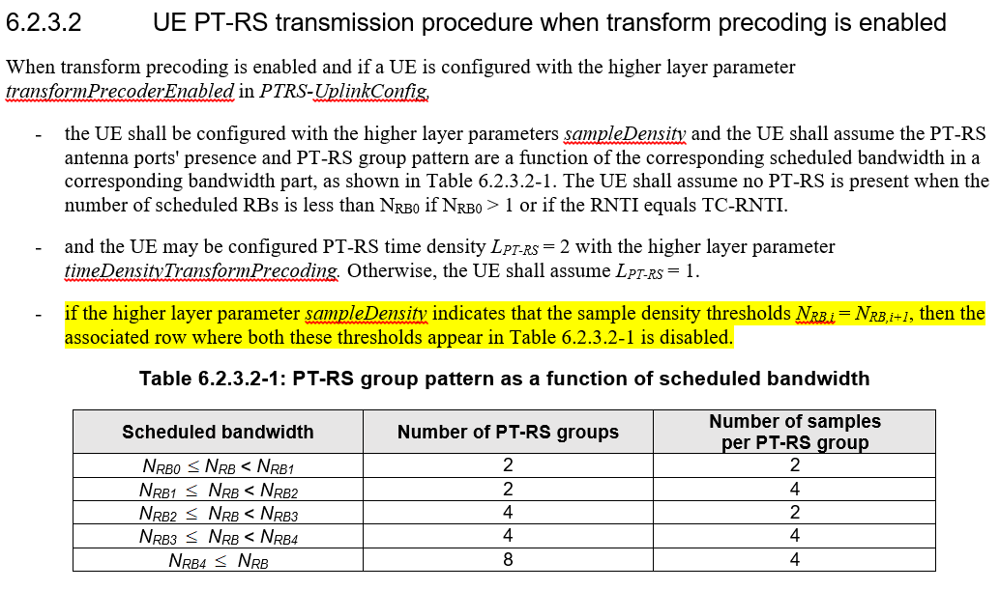 6.2.3.2 UE PT-RS transmission procedure when transform precoding is enabled
When transform precoding is enabled and if a UE is configured with the higher layer parameter
transformPrecoderEnabled in PTRS-UplinkConfig,
- the UE shall be configured with the higher layer parameters sampleDensity and the UE shall assume the PT-RS
antenna ports' presence and PT-RS group pattern are a function of the corresponding scheduled bandwidth in a
corresponding bandwidth part, as shown in Table 6.2.3.2-1. The UE shall assume no PT-RS is present when the
number of scheduled RBs is less than NRB0 if NRB0 > 1 or if the RNTI equals TC-RNTI.
- and the UE may be configured PT-RS time density LPT-RS = 2 with the higher layer parameter
timeDensityTransformPrecoding. Otherwise, the UE shall assume LPT-RS = 1.
- if the higher layer parameter sampleDensity indicates that the sample density thresholds NRB,i = NRB,i+1, then the
associated row where both these thresholds appear in Table 6.2.3.2-1 is disabled.
Table 6.2.3.2-1: PT-RS group pattern as a function of scheduled bandwidth
Scheduled bandwidth Number of PT-RS groups Number of samples
per PT-RS group
NRB0 ≤ NRB < NRB1 2 2
NRB1 ≤ NRB < NRB2 2 4
NRB2 ≤ NRB < NRB3 4 2
NRB3 ≤ NRB < NRB4 4 4
NRB4 ≤ NRB 8 4